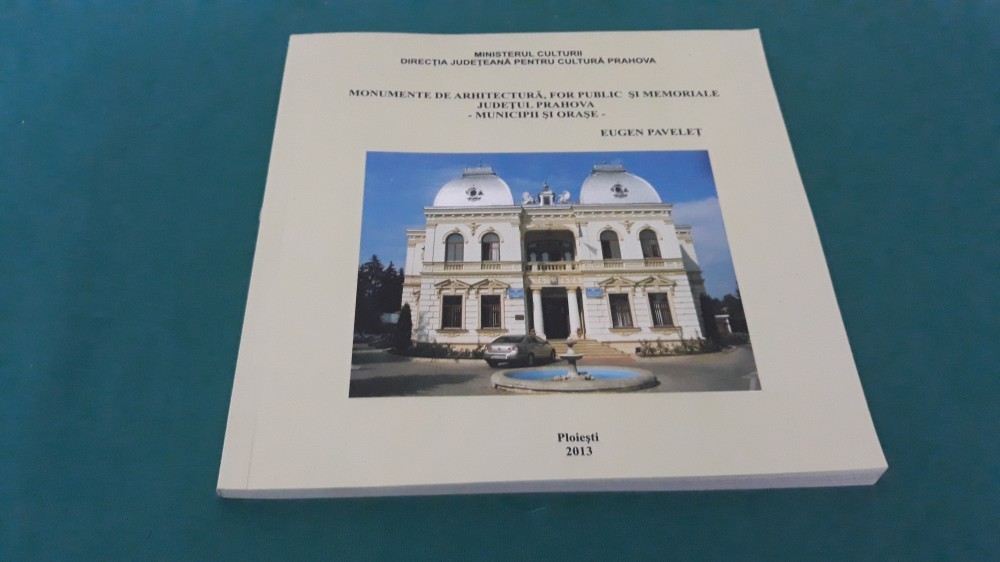 MINISTERUL CULTURII
DIRECȚIA JUDEȚEANĂ PENTRU CULTURĂ PRAHOVA
MONUMENTE DE ARHITECTURĂ, FOR PUBLIC ȘI MEMORIALE
JUDEȚUL PRAHOVA
- MUNICIPII ȘI ORAȘE -
EUGEN PAVELEȚ
Ploiești
2013